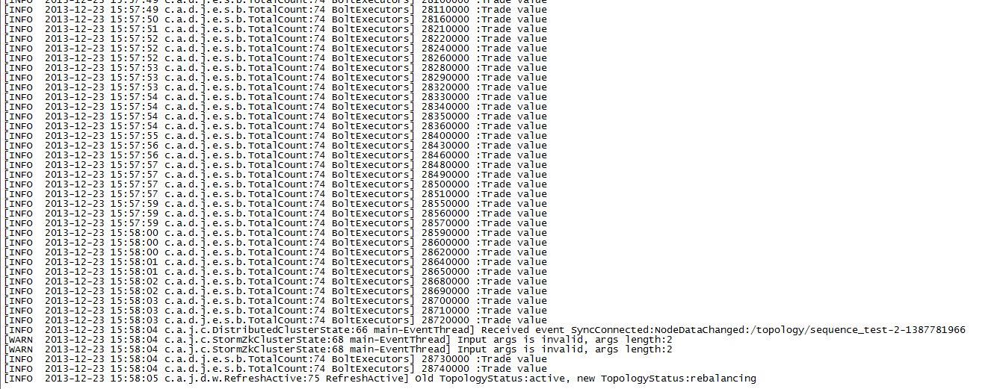 [INFO  2013-12-23 15:57:49 c.a.d.j.e.s.b.TotalCount:74 BoltExecutors] 28100000 :Trade value
[INFO  2013-12-23 15:57:49 c.a.d.j.e.s.b.TotalCount:74 BoltExecutors] 28110000 :Trade value
[INFO  2013-12-23 15:57:50 c.a.d.j.e.s.b.TotalCount:74 BoltExecutors] 28160000 :Trade value
[INFO  2013-12-23 15:57:51 c.a.d.j.e.s.b.TotalCount:74 BoltExecutors] 28210000 :Trade value
[INFO  2013-12-23 15:57:52 c.a.d.j.e.s.b.TotalCount:74 BoltExecutors] 28220000 :Trade value
[INFO  2013-12-23 15:57:52 c.a.d.j.e.s.b.TotalCount:74 BoltExecutors] 28240000 :Trade value
[INFO  2013-12-23 15:57:52 c.a.d.j.e.s.b.TotalCount:74 BoltExecutors] 28260000 :Trade value
[INFO  2013-12-23 15:57:53 c.a.d.j.e.s.b.TotalCount:74 BoltExecutors] 28280000 :Trade value
[INFO  2013-12-23 15:57:53 c.a.d.j.e.s.b.TotalCount:74 BoltExecutors] 28290000 :Trade value
[INFO  2013-12-23 15:57:53 c.a.d.j.e.s.b.TotalCount:74 BoltExecutors] 28320000 :Trade value
[INFO  2013-12-23 15:57:54 c.a.d.j.e.s.b.TotalCount:74 BoltExecutors] 28330000 :Trade value
[INFO  2013-12-23 15:57:54 c.a.d.j.e.s.b.TotalCount:74 BoltExecutors] 28340000 :Trade value
[INFO  2013-12-23 15:57:54 c.a.d.j.e.s.b.TotalCount:74 BoltExecutors] 28350000 :Trade value
[INFO  2013-12-23 15:57:54 c.a.d.j.e.s.b.TotalCount:74 BoltExecutors] 28360000 :Trade value
[INFO  2013-12-23 15:57:55 c.a.d.j.e.s.b.TotalCount:74 BoltExecutors] 28400000 :Trade value
[INFO  2013-12-23 15:57:56 c.a.d.j.e.s.b.TotalCount:74 BoltExecutors] 28430000 :Trade value
[INFO  2013-12-23 15:57:56 c.a.d.j.e.s.b.TotalCount:74 BoltExecutors] 28460000 :Trade value
[INFO  2013-12-23 15:57:57 c.a.d.j.e.s.b.TotalCount:74 BoltExecutors] 28480000 :Trade value
[INFO  2013-12-23 15:57:57 c.a.d.j.e.s.b.TotalCount:74 BoltExecutors] 28490000 :Trade value
[INFO  2013-12-23 15:57:57 c.a.d.j.e.s.b.TotalCount:74 BoltExecutors] 28500000 :Trade value
[INFO  2013-12-23 15:57:57 c.a.d.j.e.s.b.TotalCount:74 BoltExecutors] 28510000 :Trade value
[INFO  2013-12-23 15:57:59 c.a.d.j.e.s.b.TotalCount:74 BoltExecutors] 28550000 :Trade value
[INFO  2013-12-23 15:57:59 c.a.d.j.e.s.b.TotalCount:74 BoltExecutors] 28560000 :Trade value
[INFO  2013-12-23 15:57:59 c.a.d.j.e.s.b.TotalCount:74 BoltExecutors] 28570000 :Trade value
[INFO  2013-12-23 15:58:00 c.a.d.j.e.s.b.TotalCount:74 BoltExecutors] 28590000 :Trade value
[INFO  2013-12-23 15:58:00 c.a.d.j.e.s.b.TotalCount:74 BoltExecutors] 28600000 :Trade value
[INFO  2013-12-23 15:58:00 c.a.d.j.e.s.b.TotalCount:74 BoltExecutors] 28620000 :Trade value
[INFO  2013-12-23 15:58:01 c.a.d.j.e.s.b.TotalCount:74 BoltExecutors] 28640000 :Trade value
[INFO  2013-12-23 15:58:01 c.a.d.j.e.s.b.TotalCount:74 BoltExecutors] 28650000 :Trade value
[INFO  2013-12-23 15:58:02 c.a.d.j.e.s.b.TotalCount:74 BoltExecutors] 28680000 :Trade value
[INFO  2013-12-23 15:58:02 c.a.d.j.e.s.b.TotalCount:74 BoltExecutors] 28690000 :Trade value
[INFO  2013-12-23 15:58:03 c.a.d.j.e.s.b.TotalCount:74 BoltExecutors] 28700000 :Trade value
[INFO  2013-12-23 15:58:03 c.a.d.j.e.s.b.TotalCount:74 BoltExecutors] 28710000 :Trade value
[INFO  2013-12-23 15:58:03 c.a.d.j.e.s.b.TotalCount:74 BoltExecutors] 28720000 :Trade value
[INFO  2013-12-23 15:58:04 c.a.j.c.DistributedClusterState:66 main-EventThread] Received event SyncConnected:NodeDataChanged:/topology/sequence_test-2-1387781966
[WARN  2013-12-23 15:58:04 c.a.j.c.StormZkClusterState:68 main-EventThread] Input args is invalid, args length:2
[WARN  2013-12-23 15:58:04 c.a.j.c.StormZkClusterState:68 main-EventThread] Input args is invalid, args length:2
[INFO  2013-12-23 15:58:04 c.a.d.j.e.s.b.TotalCount:74 BoltExecutors] 28730000 :Trade value
[INFO  2013-12-23 15:58:04 c.a.d.j.e.s.b.TotalCount:74 BoltExecutors] 28740000 :Trade value
[INFO  2013-12-23 15:58:05 c.a.j.d.w.RefreshActive:75 RefreshActive] Old TopologyStatus:active, new TopologyStatus:rebalancing